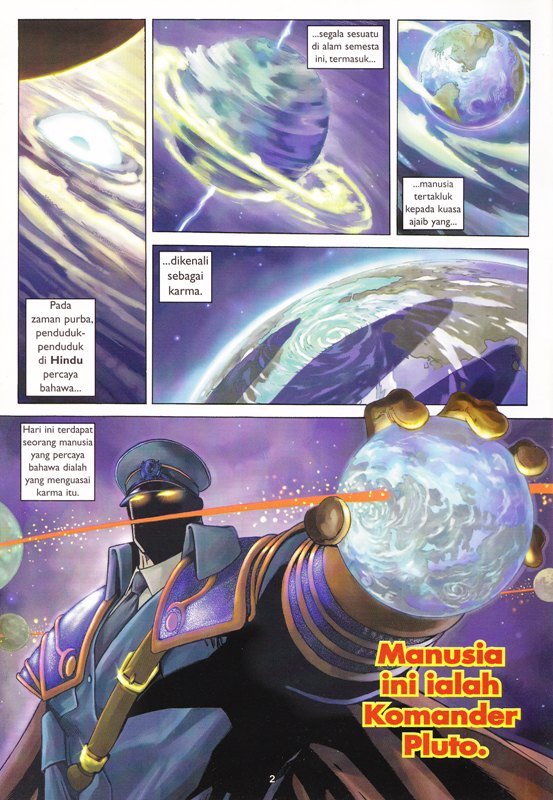 Pada
zaman purba,
penduduk-
penduduk
di Hindu
percaya
bahawa...
...segala sesuatu
di alam semesta
ini, termasuk...
...manusia
tertakluk
kepada kuasa
ajaib yang...
...dikenali
sebagai
karma.
Hari ini terdapat
seorang manusia
yang percaya
bahawa dialah
yang menguasai
karma itu.
Manusia
ini ialah
Komander
Pluto.
2